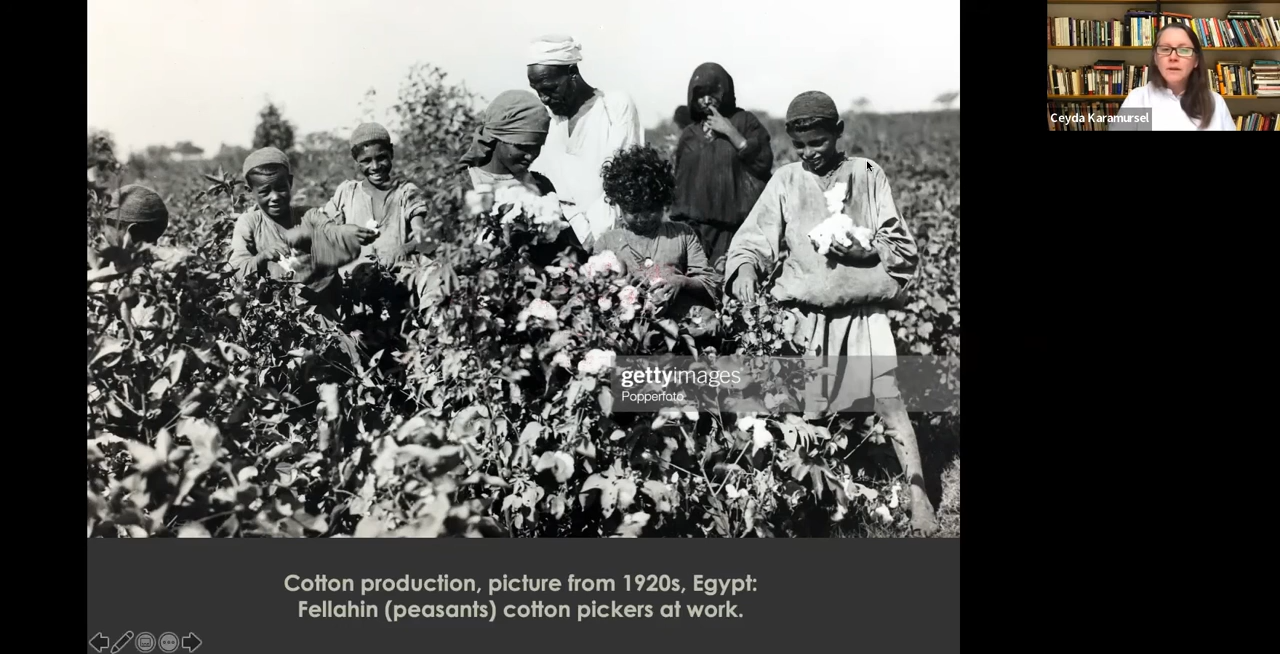 Ceyda Karamursel
gettyimages
Popperfoto
Cotton production, picture from 1920s, Egypt:
Fellahin (peasants) cotton pickers at work.